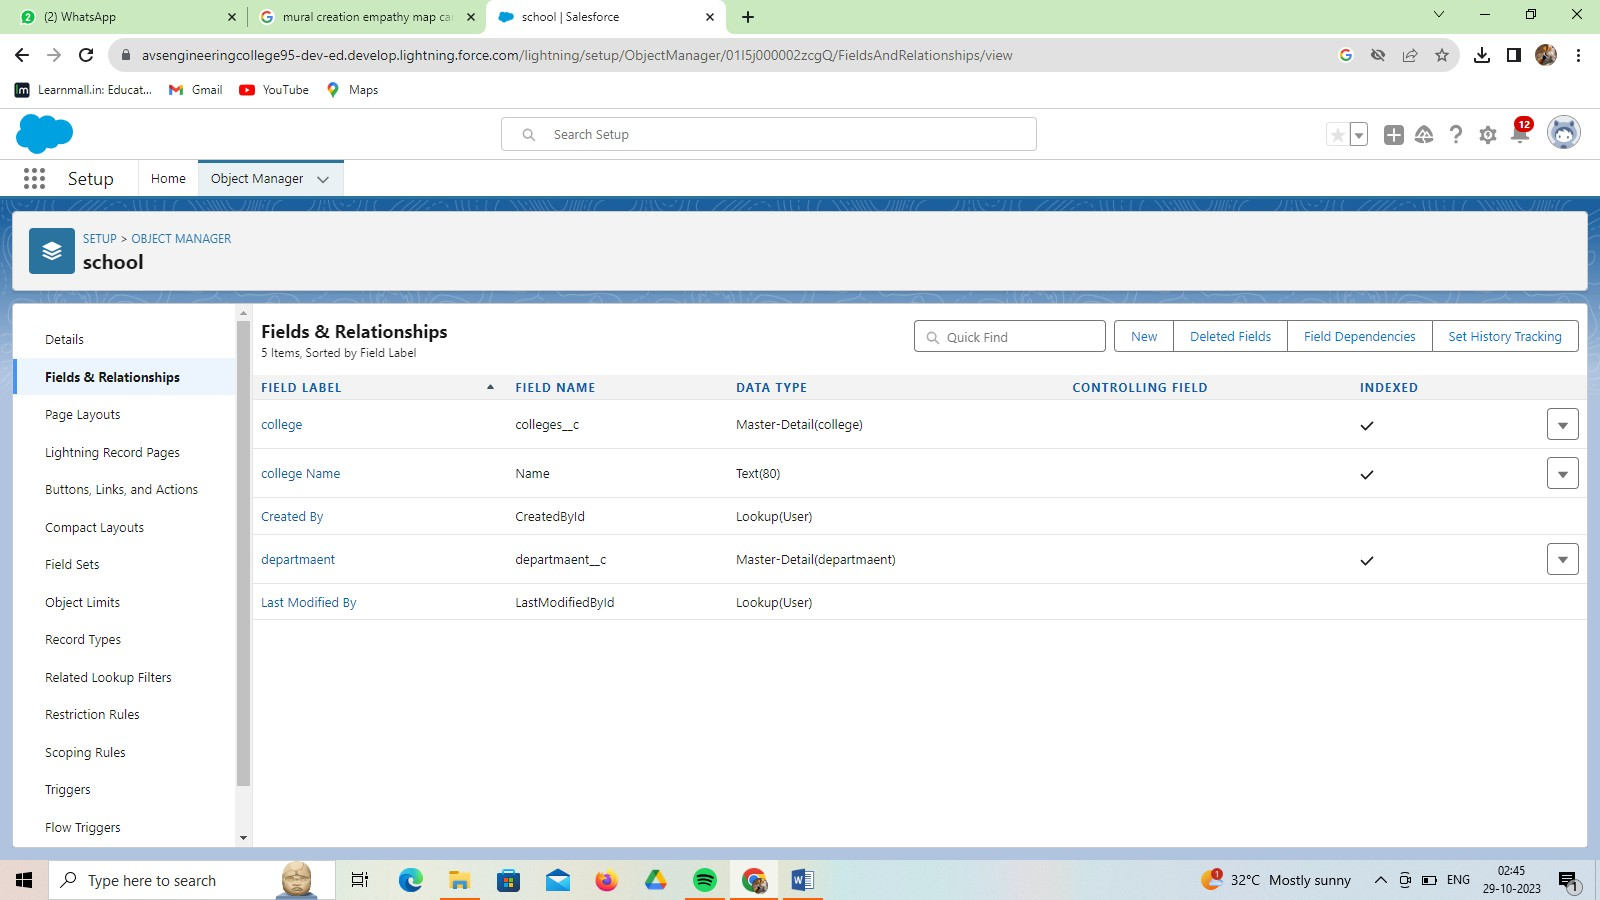 (2) WhatsApp
mural creation empathy map ca
school | Salesforce
avsengineeringcollege95-dev-ed.develop.lightning.force.com/lightning/setup/ObjectManager/01I5j000002zcgQ/FieldsAndRelationships/view
Learnmall.in: Educat...
Gmail
YouTube
Maps
Search Setup
12
Setup
Home
Object Manager
SETUP > OBJECT MANAGER
school
Details
Fields & Relationships
Page Layouts
Lightning Record Pages
Buttons, Links, and Actions
Compact Layouts
Field Sets
Object Limits
Record Types
Related Lookup Filters
Restriction Rules
Scoping Rules
Triggers
Flow Triggers
Fields & Relationships
5 Items, Sorted by Field Label
Quick Find
New
Deleted Fields
Field Dependencies
Set History Tracking
FIELD LABEL FIELD NAME DATA TYPE CONTROLLING FIELD INDEXED
college colleges__c Master-Detail(college)
college Name Name Text(80)
Created By CreatedById Lookup(User)
departmaent departmaent__c Master-Detail(departmaent)
Last Modified By LastModifiedById Lookup(User)
Type here to search
32°C Mostly sunny
ENG
02:45
29-10-2023